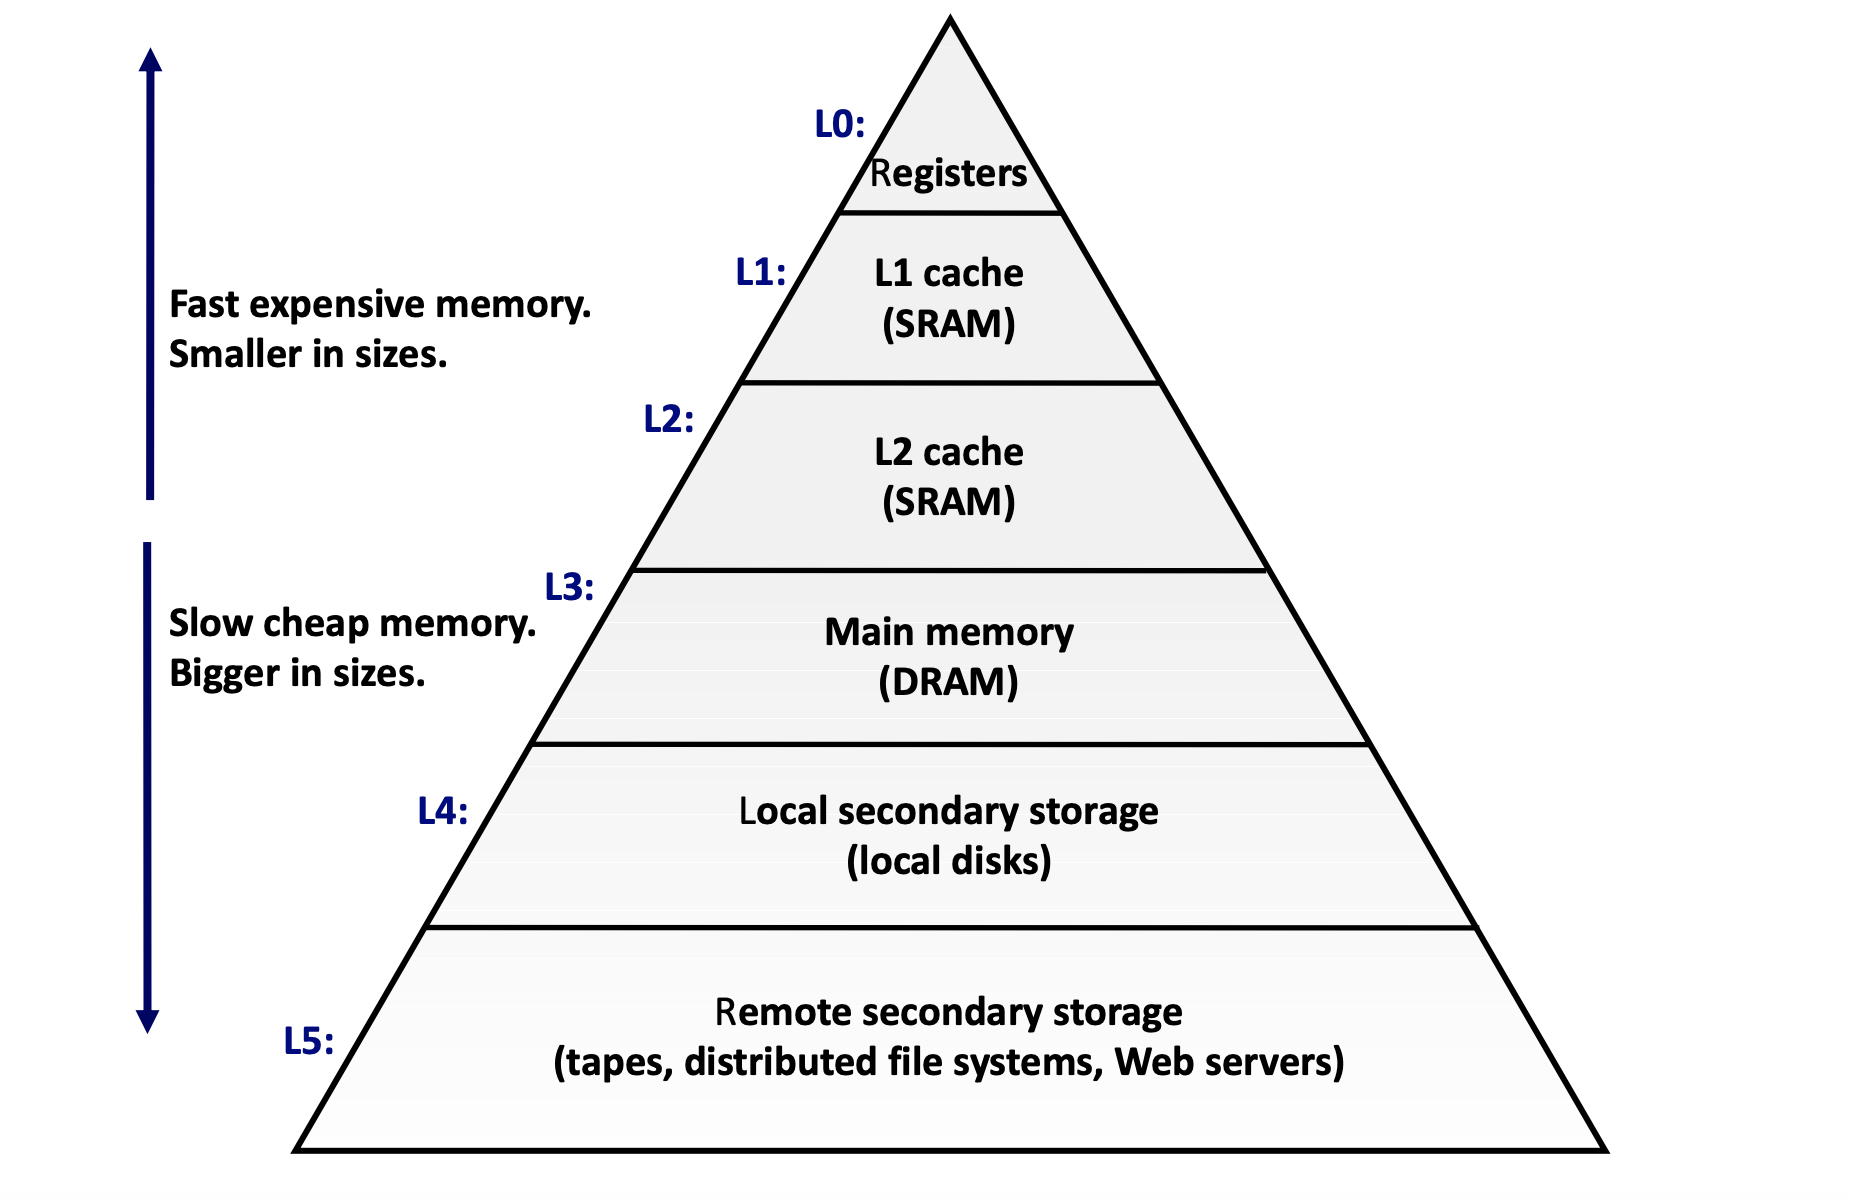 L0:
Registers
L1:
L1 cache
(SRAM)
Fast expensive memory.
Smaller in sizes.
L2:
L2 cache
(SRAM)
L3:
Slow cheap memory.
Bigger in sizes.
Main memory
(DRAM)
L4:
Local secondary storage
(local disks)
L5:
Remote secondary storage
(tapes, distributed file systems, Web servers)